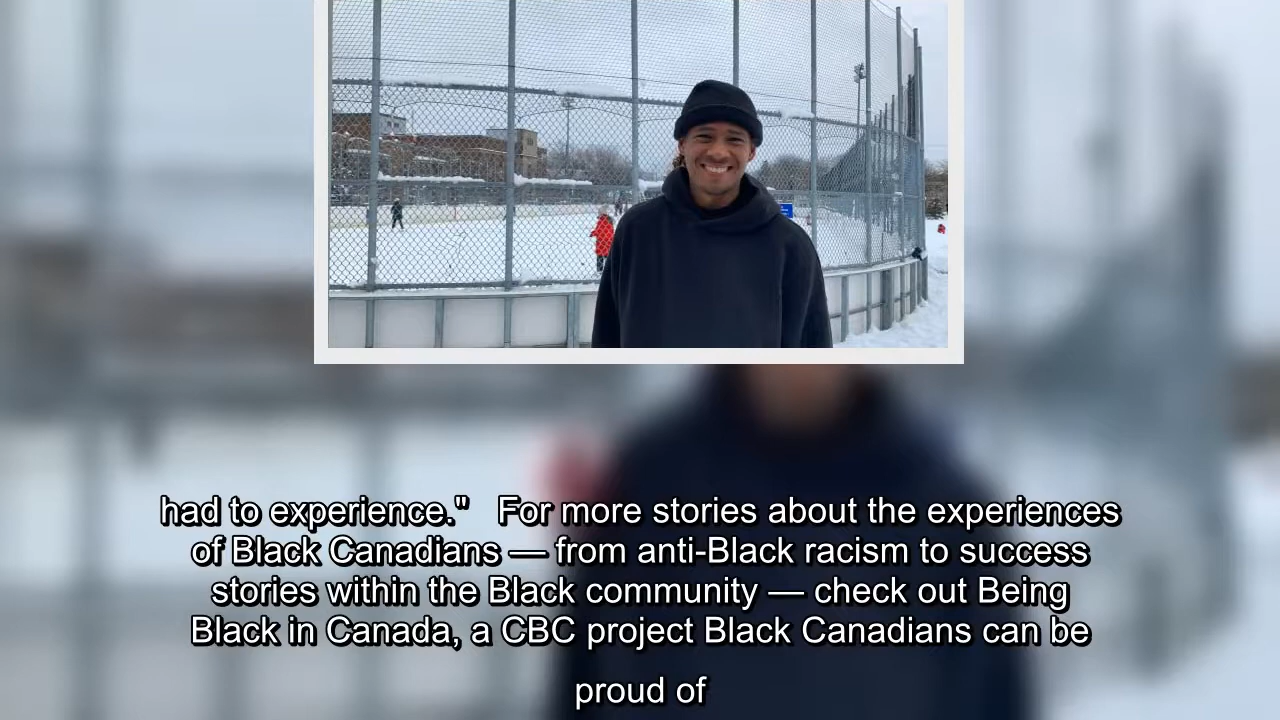 had to experience."   For more stories about the experiences
of Black Canadians — from anti-Black racism to success
stories within the Black community — check out Being
Black in Canada, a CBC project Black Canadians can be
proud of